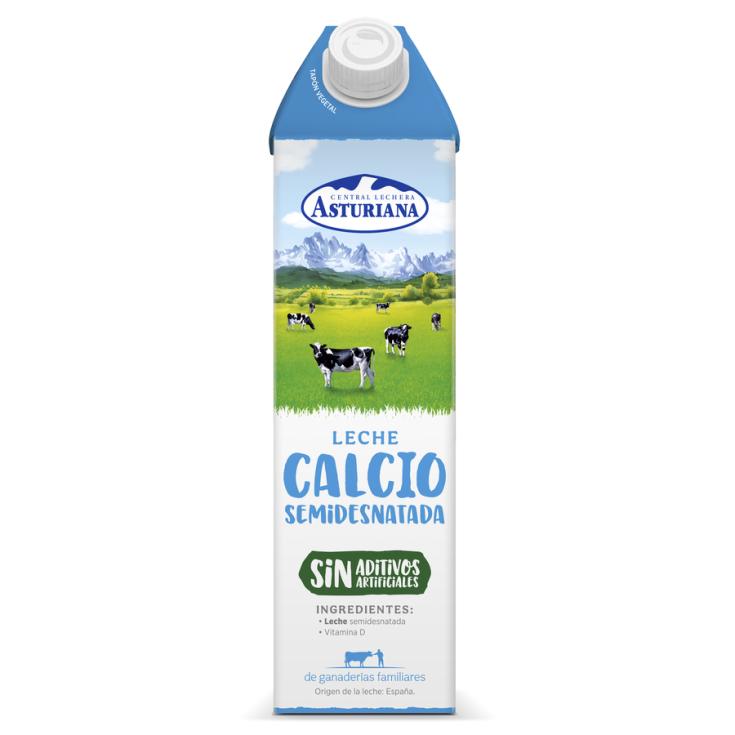 TAPÓN VEGETAL
CENTRAL LECHERA
ASTURIANA
LECHE
CALCIO
SEMiDESNATADA
SiN ADiTiVOS
ARTiFiCiALES
INGREDIENTES:
• Leche semidesnatada
• Vitamina D
de ganaderías familiares
Origen de la leche: España.